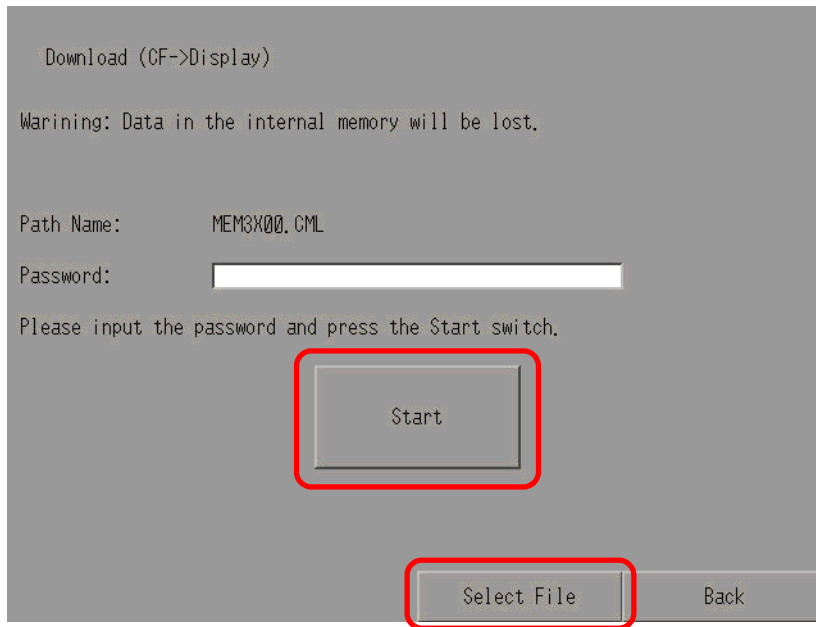 Download (CF->Display)
Warining: Data in the internal memory will be lost.
Path Name: MEM3X00.CML
Password:
Please input the password and press the Start switch.
Start
Select File Back